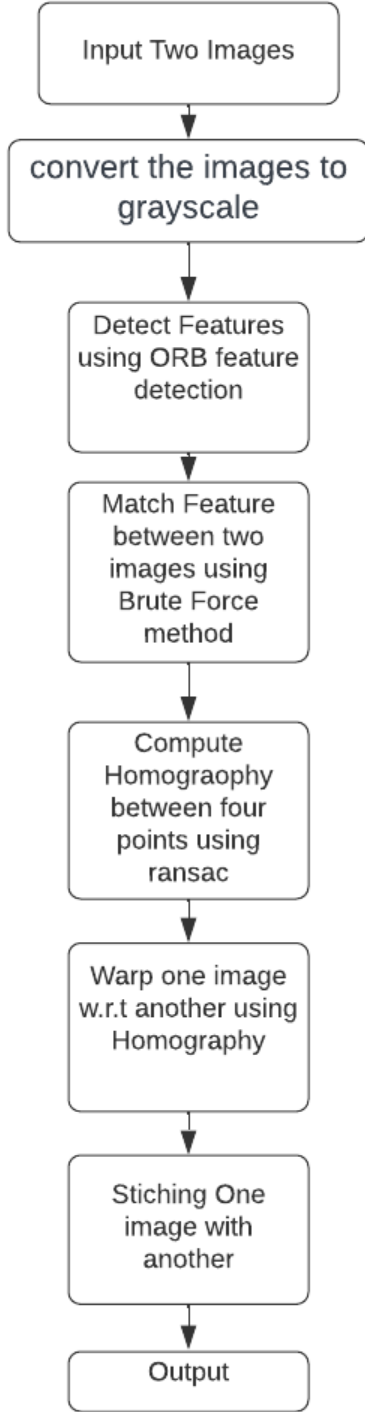 Input Two Images
convert the images to
grayscale
Detect Features
using ORB feature
detection
Match Feature
between two
images using
Brute Force
method
Compute
Homograophy
between four
points using
ransac
Warp one image
w.r.t another using
Homography
Stiching One
image with
another
Output